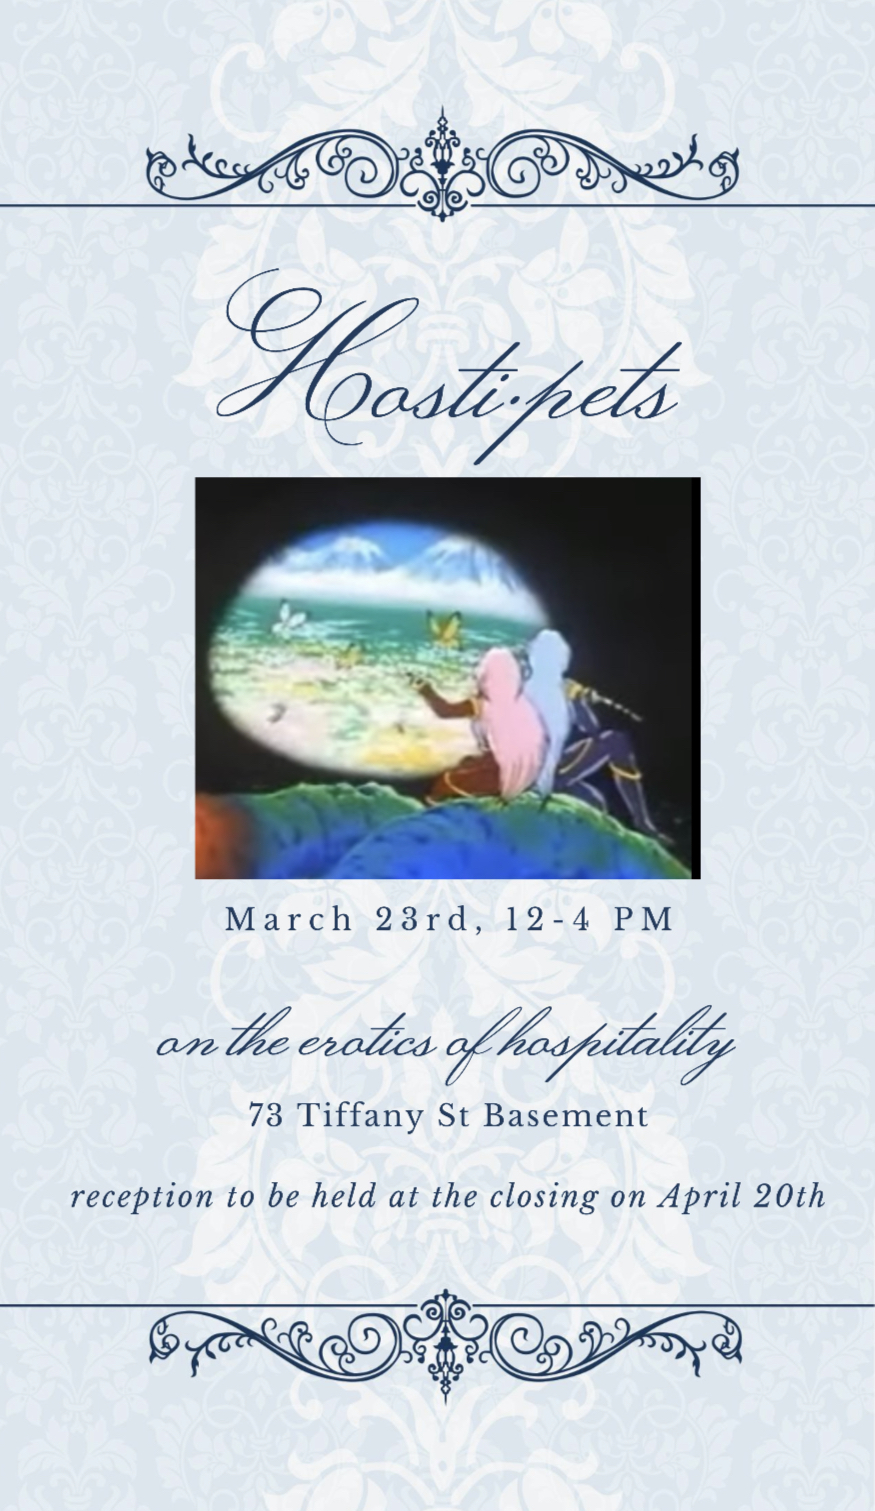 Hosti·pets
March 23rd, 12-4 PM
on the erotics of hospitality
73 Tiffany St Basement
reception to be held at the closing on April 20th